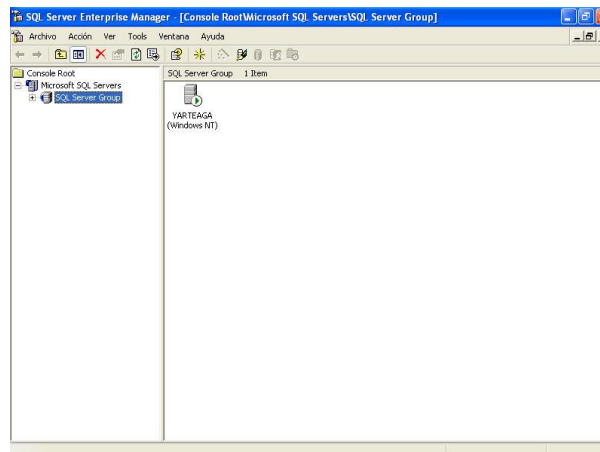 SQL Server Enterprise Manager - [Console Root\Microsoft SQL Servers\SQL Server Group]
Archivo Acción Ver Tools Ventana Ayuda
Console Root
Microsoft SQL Servers
SQL Server Group
SQL Server Group 1 Item
YARTEAGA
(Windows NT)